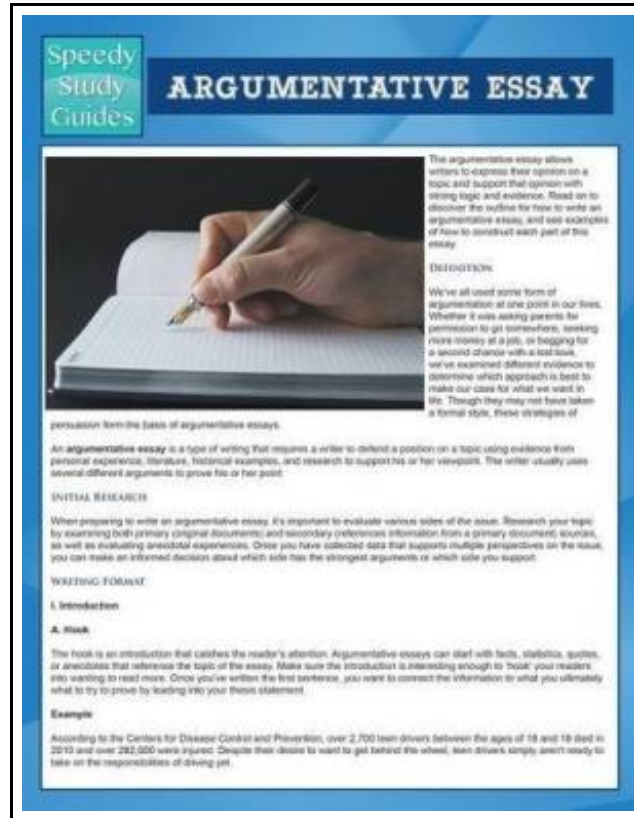 Speedy
Study
Guides
ARGUMENTATIVE ESSAY
The argumentative essay allows
writers to express their opinion on a
topic and support that opinion with
strong logic and evidence. Read on to
discover the outline for how to write an
argumentative essay, and see examples
of how to construct each part of this
essay.
DEFINITION
We've all used some form of
argumentation at one point in our lives.
Whether it was asking parents for
permission to go somewhere, seeking
more money at a job, or begging for
a second chance with a lost love,
we've examined different evidence to
determine which approach is best to
make our case for what we want in
life. Though they may not have taken
a formal style, these strategies of
persuasion form the basis of argumentative essays.
An argumentative essay is a type of writing that requires a writer to defend a position on a topic using evidence from
personal experience, literature, historical examples, and research to support his or her viewpoint. The writer usually uses
several different arguments to prove his or her point.
INITIAL RESEARCH
When preparing to write an argumentative essay, it's important to evaluate various sides of the issue. Research your topic
by examining both primary (original documents) and secondary (references information from a primary document) sources,
as well as evaluating anecdotal experiences. Once you have collected data that supports multiple perspectives on the issue,
you can make an informed decision about which side has the strongest arguments or which side you support.
WRITING FORMAT
I. Introduction
A. Hook
The hook is an introduction that catches the reader's attention. Argumentative essays can start with facts, statistics, quotes,
or anecdotes that reference the topic of the essay. Make sure the introduction is interesting enough to 'hook' your readers
into wanting to read more. Once you've written the first sentence, you want to connect the information to what you ultimately
what to try to prove by leading into your thesis statement.
Example
According to the Centers for Disease Control and Prevention, over 2,700 teen drivers between the ages of 16 and 19 died in
2010 and over 282,000 were injured. Despite their desire to want to get behind the wheel, teen drivers simply aren't ready to
take on the responsibilities of driving yet.